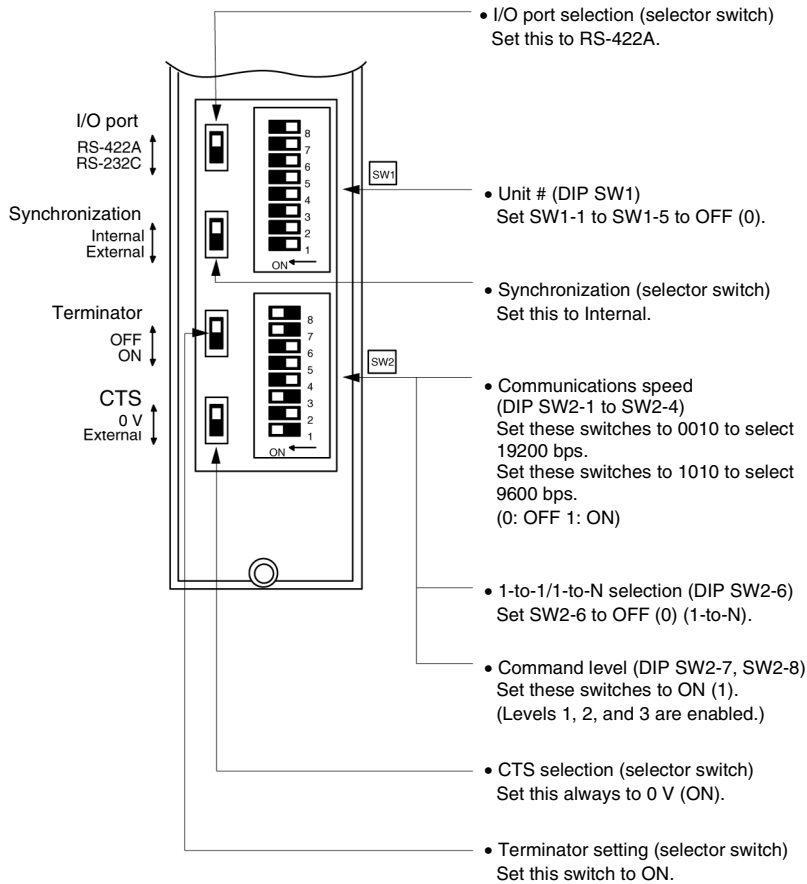 • I/O port selection (selector switch)
Set this to RS-422A.
I/O port
RS-422A
RS-232C
8
7
6
5
4
3
2
1
ON
SW1
• Unit # (DIP SW1)
Set SW1-1 to SW1-5 to OFF (0).
Synchronization
Internal
External
• Synchronization (selector switch)
Set this to Internal.
Terminator
OFF
ON
8
7
6
5
4
3
2
1
ON
SW2
CTS
0 V
External
• Communications speed
(DIP SW2-1 to SW2-4)
Set these switches to 0010 to select
19200 bps.
Set these switches to 1010 to select
9600 bps.
(0: OFF 1: ON)
• 1-to-1/1-to-N selection (DIP SW2-6)
Set SW2-6 to OFF (0) (1-to-N).
• Command level (DIP SW2-7, SW2-8)
Set these switches to ON (1).
(Levels 1, 2, and 3 are enabled.)
• CTS selection (selector switch)
Set this always to 0 V (ON).
• Terminator setting (selector switch)
Set this switch to ON.